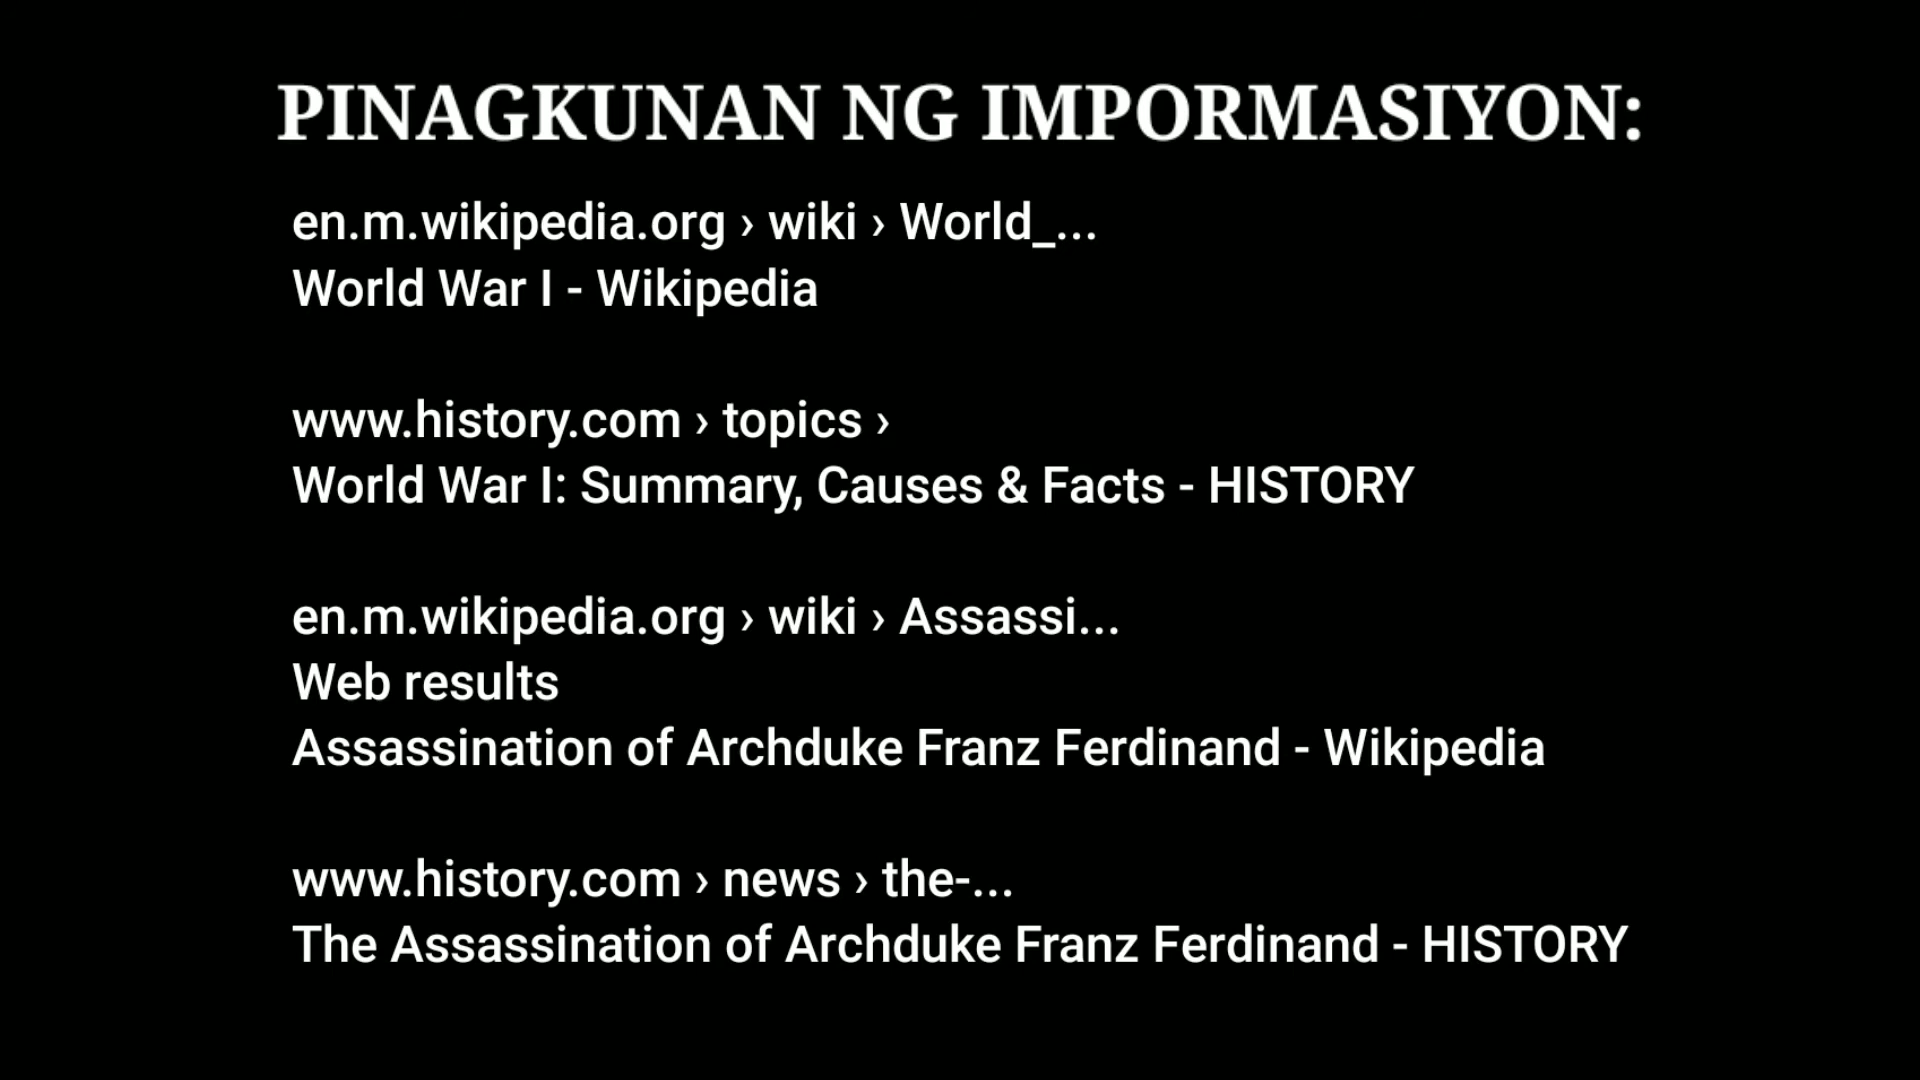 PINAGKUNAN NG IMPORMASIYON:
en.m.wikipedia.org › wiki › World_...
World War I - Wikipedia
www.history.com › topics ›
World War I: Summary, Causes & Facts - HISTORY
en.m.wikipedia.org › wiki › Assassi...
Web results
Assassination of Archduke Franz Ferdinand - Wikipedia
www.history.com › news › the-...
The Assassination of Archduke Franz Ferdinand - HISTORY